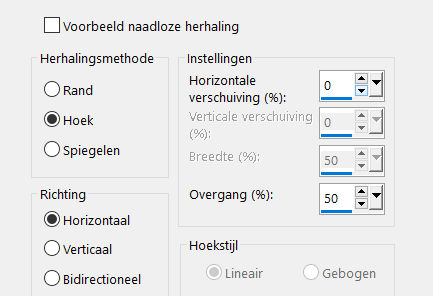 Voorbeeld naadloze herhaling
Herhalingsmethode
Rand
Hoek
Spiegelen
Richting
Horizontaal
Verticaal
Bidirectioneel
Instellingen
Horizontale
verschuiving (%):
0
Verticale verschuiving
(%):
0
Breedte (%):
50
Overgang (%):
50
Hoekstijl
Lineair
Gebogen